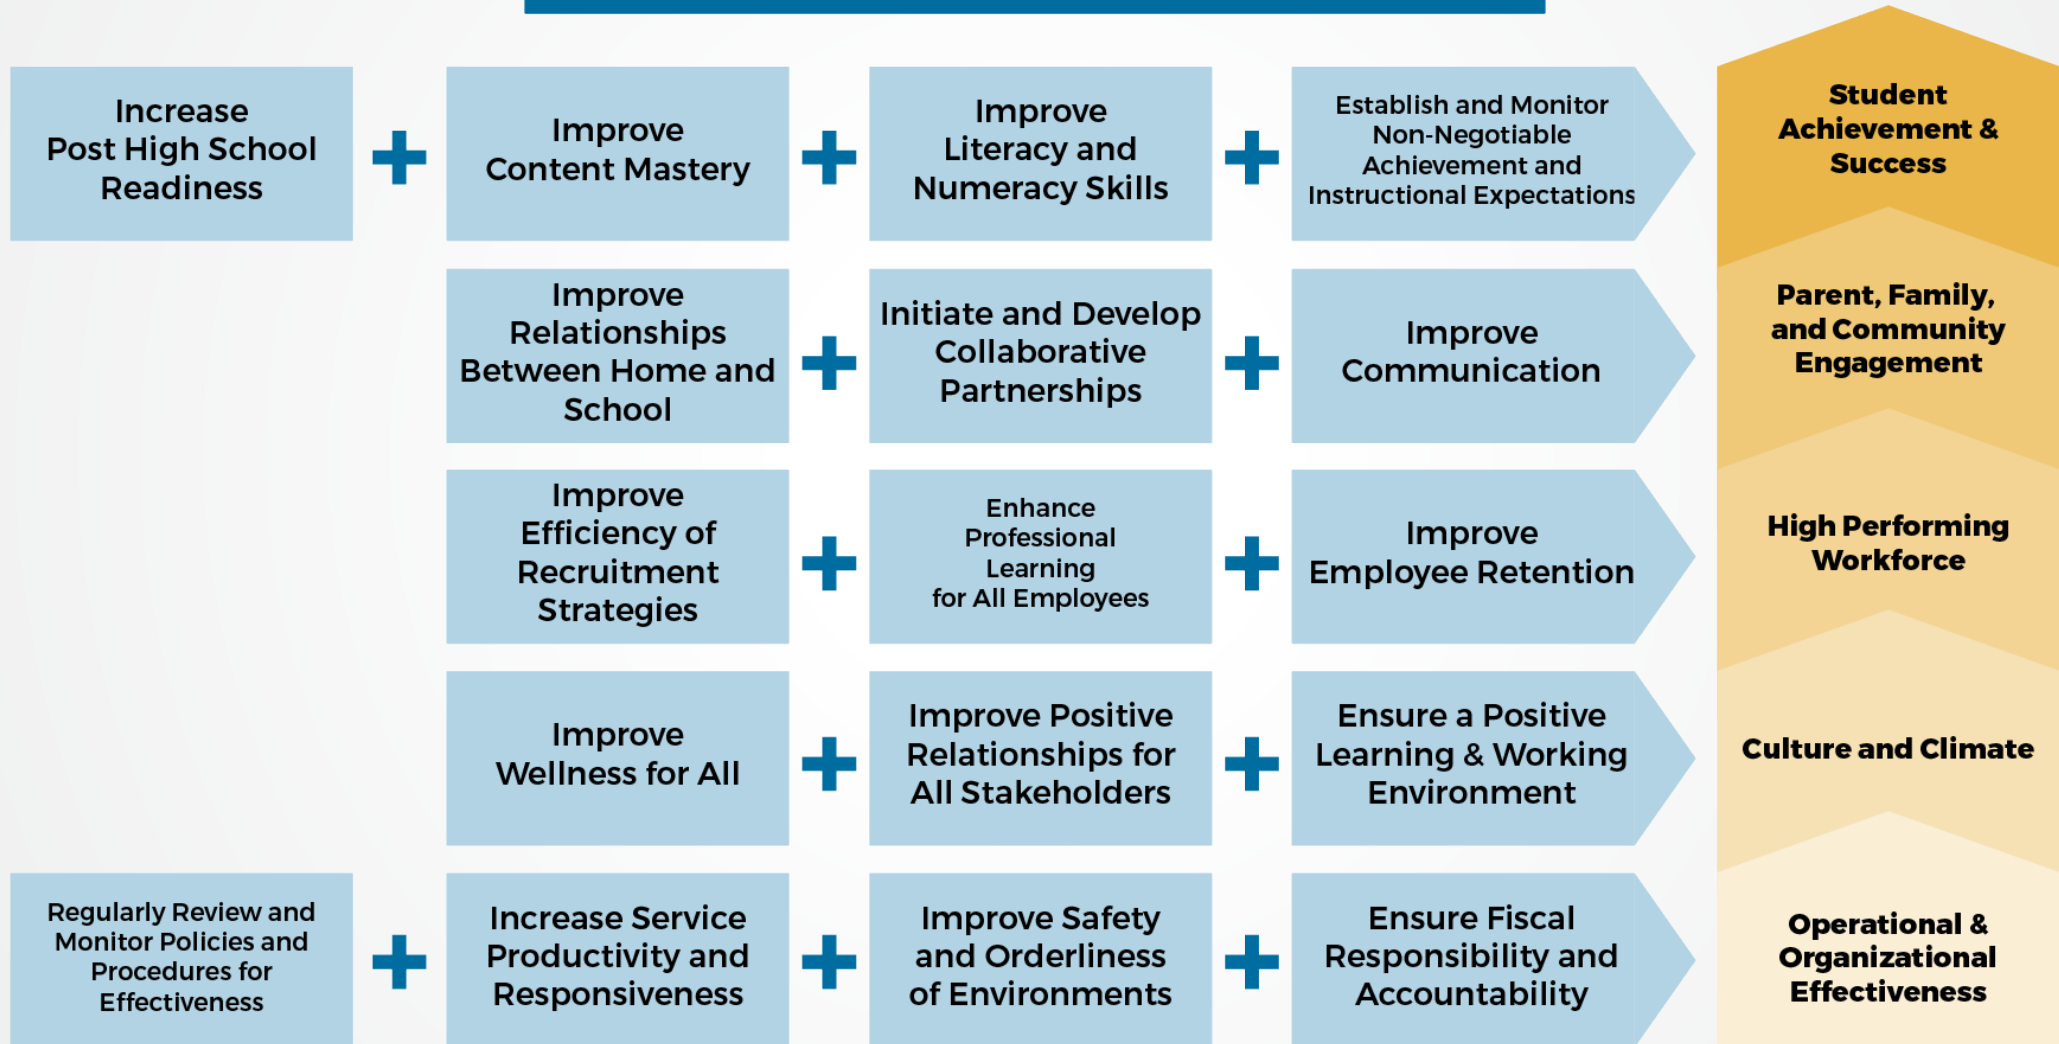 Increase
Post High School
Readiness
Improve
Content Mastery
Improve
Literacy and
Numeracy Skills
Establish and Monitor
Non-Negotiable
Achievement and
Instructional Expectations
Student
Achievement &
Success
Improve
Relationships
Between Home and
School
Initiate and Develop
Collaborative
Partnerships
Improve
Communication
Parent, Family,
and Community
Engagement
Improve
Efficiency of
Recruitment
Strategies
Enhance
Professional
Learning
for All Employees
Improve
Employee Retention
High Performing
Workforce
Improve
Wellness for All
Improve Positive
Relationships for
All Stakeholders
Ensure a Positive
Learning & Working
Environment
Culture and Climate
Regularly Review and
Monitor Policies and
Procedures for
Effectiveness
Increase Service
Productivity and
Responsiveness
Improve Safety
and Orderliness
of Environments
Ensure Fiscal
Responsibility and
Accountability
Operational &
Organizational
Effectiveness